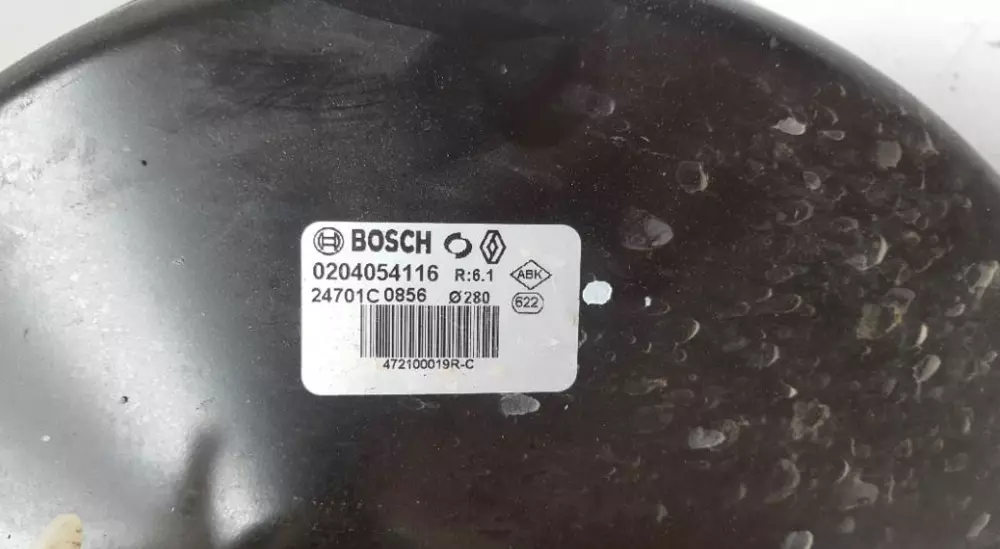 BOSCH
0204054116 R:6.1 ABK
24701C 0856 Ø280 622
472100019R-C